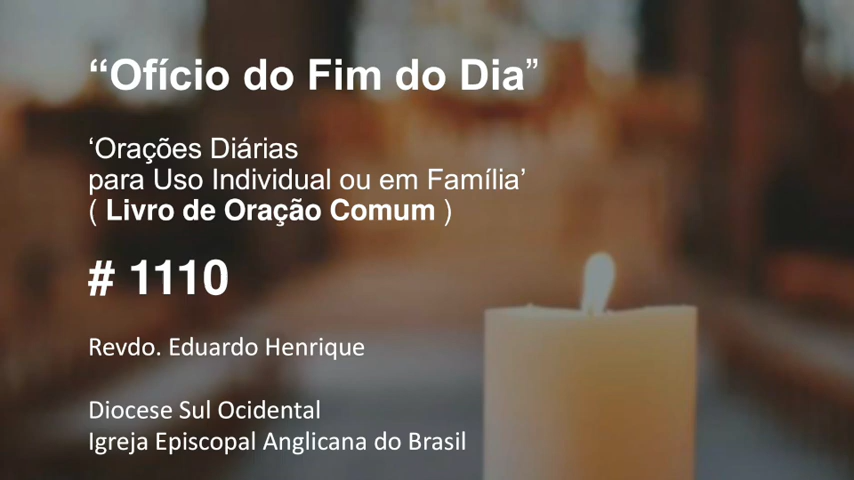 “Ofício do Fim do Dia”
‘Orações Diárias
para Uso Individual ou em Família’
( Livro de Oração Comum )
# 1110
Revdo. Eduardo Henrique
Diocese Sul Ocidental
Igreja Episcopal Anglicana do Brasil